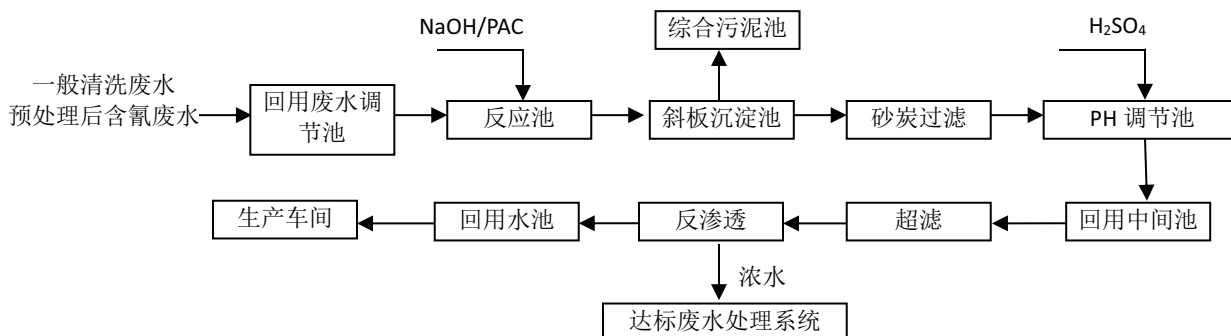 NaOH/PAC
综合污泥池
H₂SO₄
一般清洗废水
预处理后含氰废水
回用废水调
节池
反应池
斜板沉淀池
砂炭过滤
PH 调节池
生产车间
回用水池
反渗透
超滤
回用中间池
浓水
达标废水处理系统